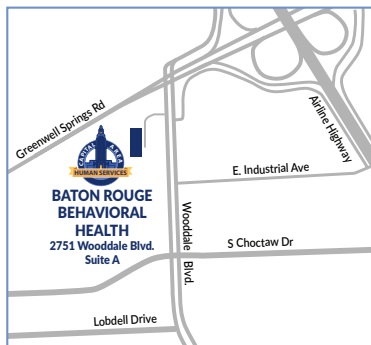 Greenwell Springs Rd
Airline Highway
CAPITAL AREA
HUMAN SERVICES
E. Industrial Ave
BATON ROUGE
BEHAVIORAL
HEALTH
2751 Wooddale Blvd.
Suite A
Wooddale Blvd.
S Choctaw Dr
Lobdell Drive